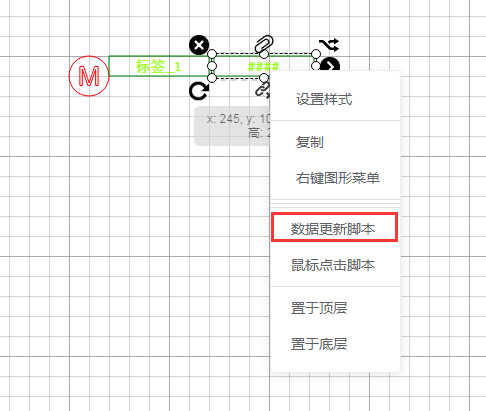 M
标签_1
####
x: 245, y: 10
高: 2
设置样式
复制
右键图形菜单
数据更新脚本
鼠标点击脚本
置于顶层
置于底层